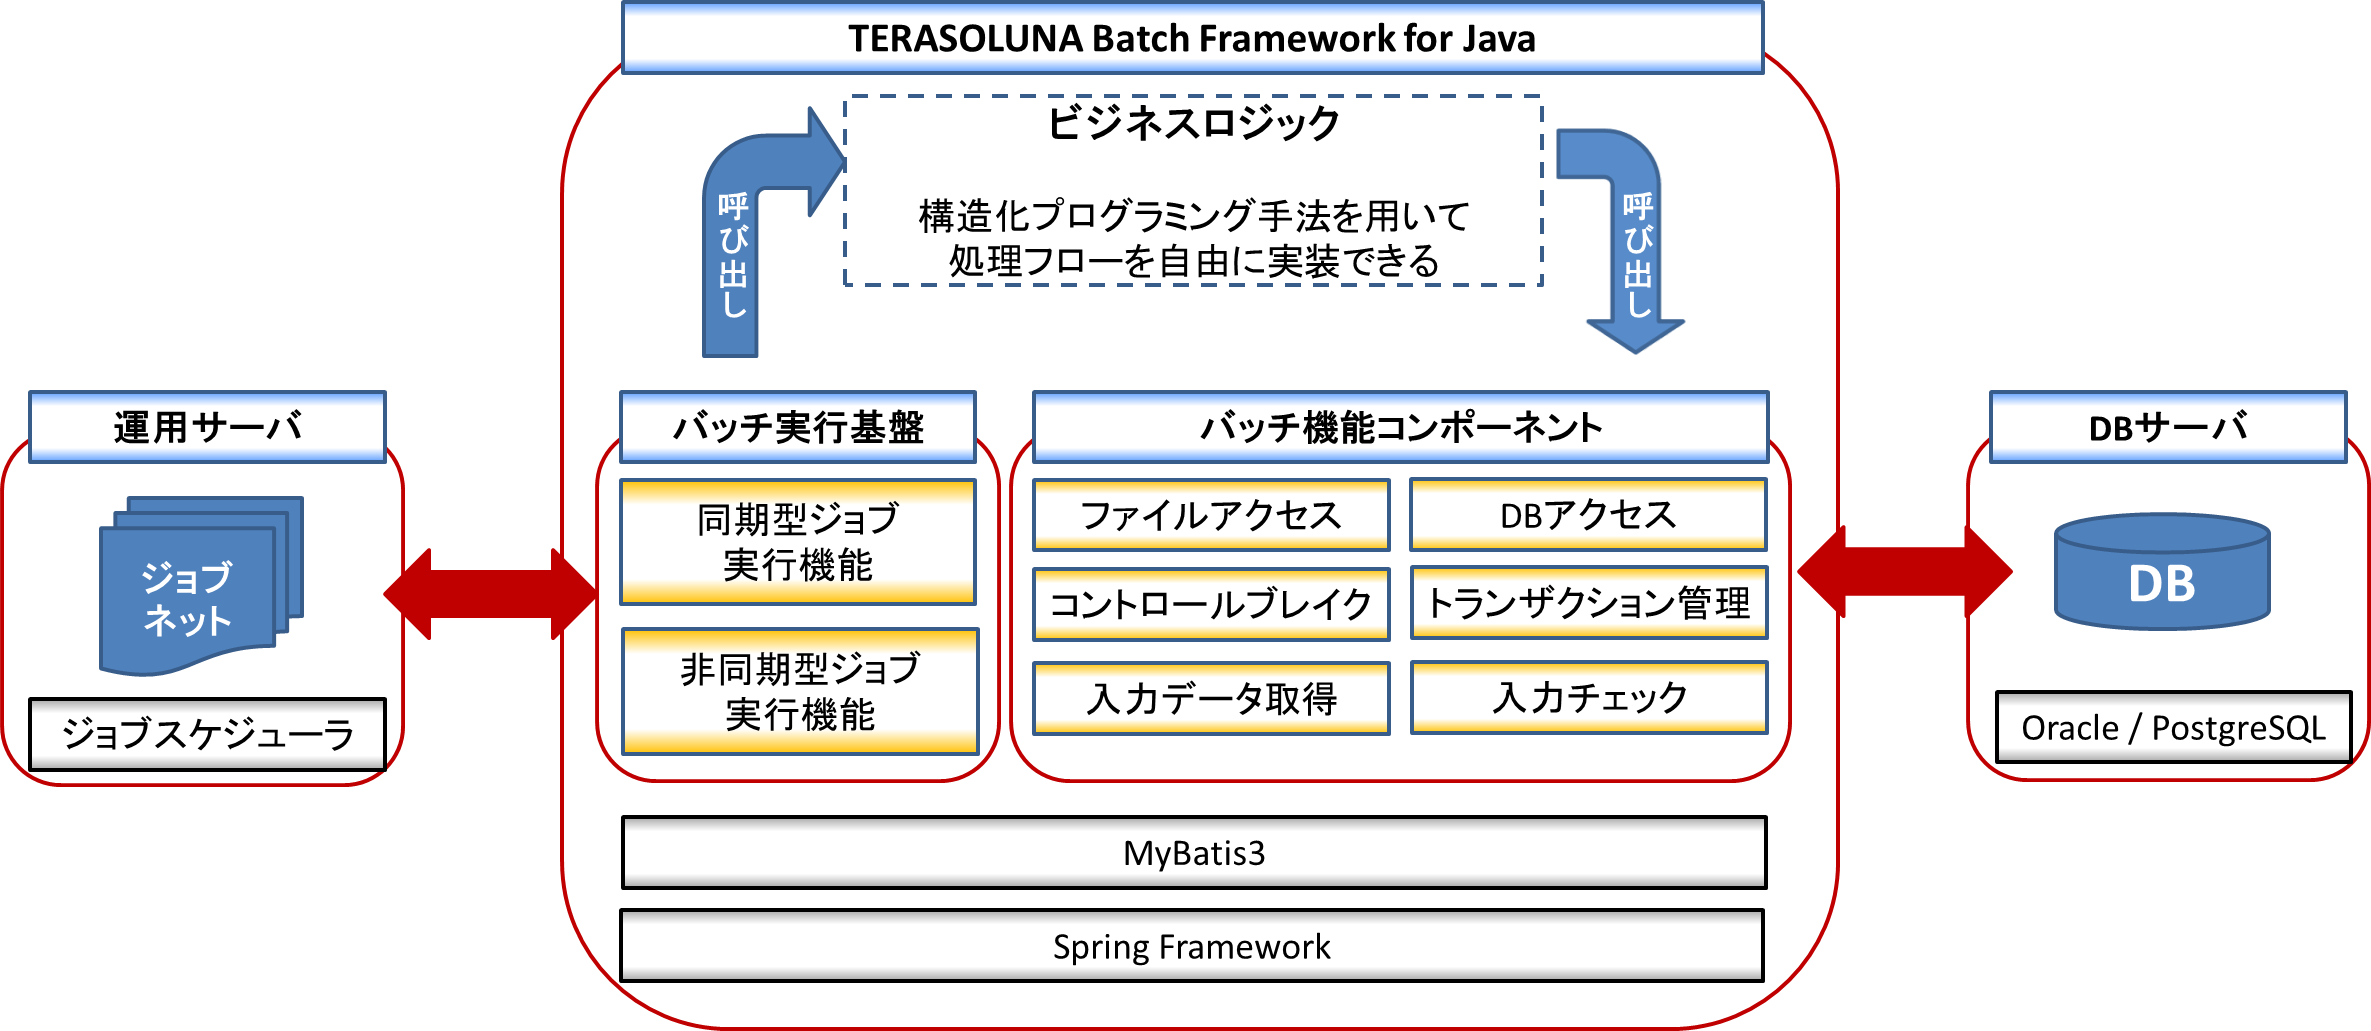 TERASOLUNA Batch Framework for Java
ビジネスロジック
構造化プログラミング手法を用いて
処理フローを自由に実装できる
呼び出し
呼び出し
運用サーバ
ジョブ
ネット
ジョブスケジューラ
バッチ実行基盤
同期型ジョブ
実行機能
非同期型ジョブ
実行機能
バッチ機能コンポーネント
ファイルアクセス
DBアクセス
コントロールブレイク
トランザクション管理
入力データ取得
入力チェック
DBサーバ
DB
Oracle / PostgreSQL
MyBatis3
Spring Framework